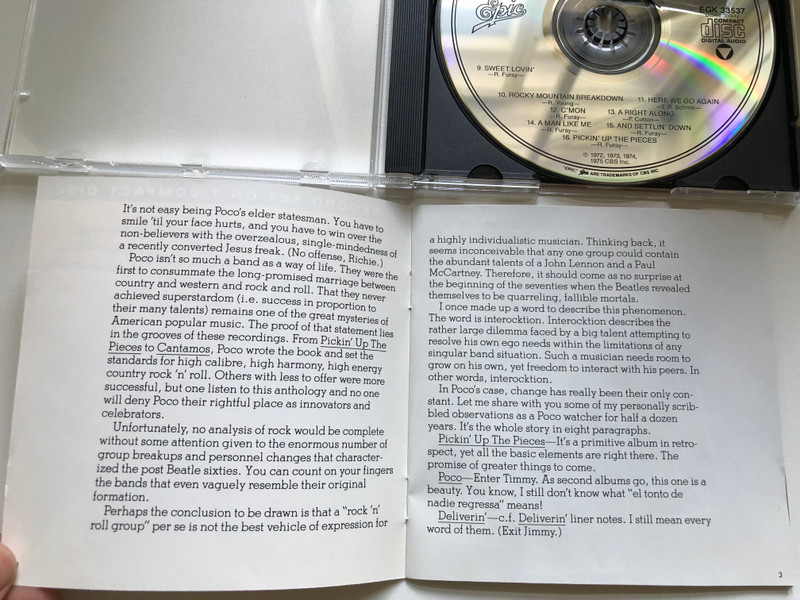 Epic
EGK 33537
COMPACT
disc
DIGITAL AUDIO
9. SWEET LOVIN'
—R. Furay—
10. ROCKY MOUNTAIN BREAKDOWN 11. HERE WE GO AGAIN
—R. Young— —T. B. Schmit—
12. C'MON 13. A RIGHT ALONG
—R. Furay— —P. Cotton—
14. A MAN LIKE ME 15. AND SETTLIN' DOWN
—R. Furay— —R. Furay—
16. PICKIN' UP THE PIECES
—R. Furay—
℗ 1972, 1973, 1974,
1975 CBS INC.
"EPIC," ARE TRADEMARKS OF CBS INC.
It's not easy being Poco's elder statesman. You have to
smile 'til your face hurts, and you have to win over the
non-believers with the overzealous, single-mindedness of
a recently converted Jesus freak. (No offense, Richie.)
Poco isn't so much a band as a way of life. They were the
first to consummate the long-promised marriage between
country and western and rock and roll. That they never
achieved superstardom (i.e. success in proportion to
their many talents) remains one of the great mysteries of
American popular music. The proof of that statement lies
in the grooves of these recordings. From Pickin' Up The
Pieces to Cantamos, Poco wrote the book and set the
standards for high calibre, high harmony, high energy
country rock 'n' roll. Others with less to offer were more
successful, but one listen to this anthology and no one
will deny Poco their rightful place as innovators and
celebrators.
Unfortunately, no analysis of rock would be complete
without some attention given to the enormous number of
group breakups and personnel changes that character-
ized the post Beatle sixties. You can count on your fingers
the bands that even vaguely resemble their original
formation.
Perhaps the conclusion to be drawn is that a "rock 'n'
roll group" per se is not the best vehicle of expression for
a highly individualistic musician. Thinking back, it
seems inconceivable that any one group could contain
the abundant talents of a John Lennon and a Paul
McCartney. Therefore, it should come as no surprise at
the beginning of the seventies when the Beatles revealed
themselves to be quarreling, fallible mortals.
I once made up a word to describe this phenomenon.
The word is interocktion. Interocktion describes the
rather large dilemma faced by a big talent attempting to
resolve his own ego needs within the limitations of any
singular band situation. Such a musician needs room to
grow on his own, yet freedom to interact with his peers. In
other words, interocktion.
In Poco's case, change has really been their only con-
stant. Let me share with you some of my personally scrib-
bled observations as a Poco watcher for half a dozen
years. It's the whole story in eight paragraphs.
Pickin' Up The Pieces—It's a primitive album in retro-
spect, yet all the basic elements are right there. The
promise of greater things to come.
Poco—Enter Timmy. As second albums go, this one is a
beauty. You know, I still don't know what "el tonto de
nadie regressa" means!
Deliverin'—c.f. Deliverin' liner notes. I still mean every
word of them. (Exit Jimmy.)
3